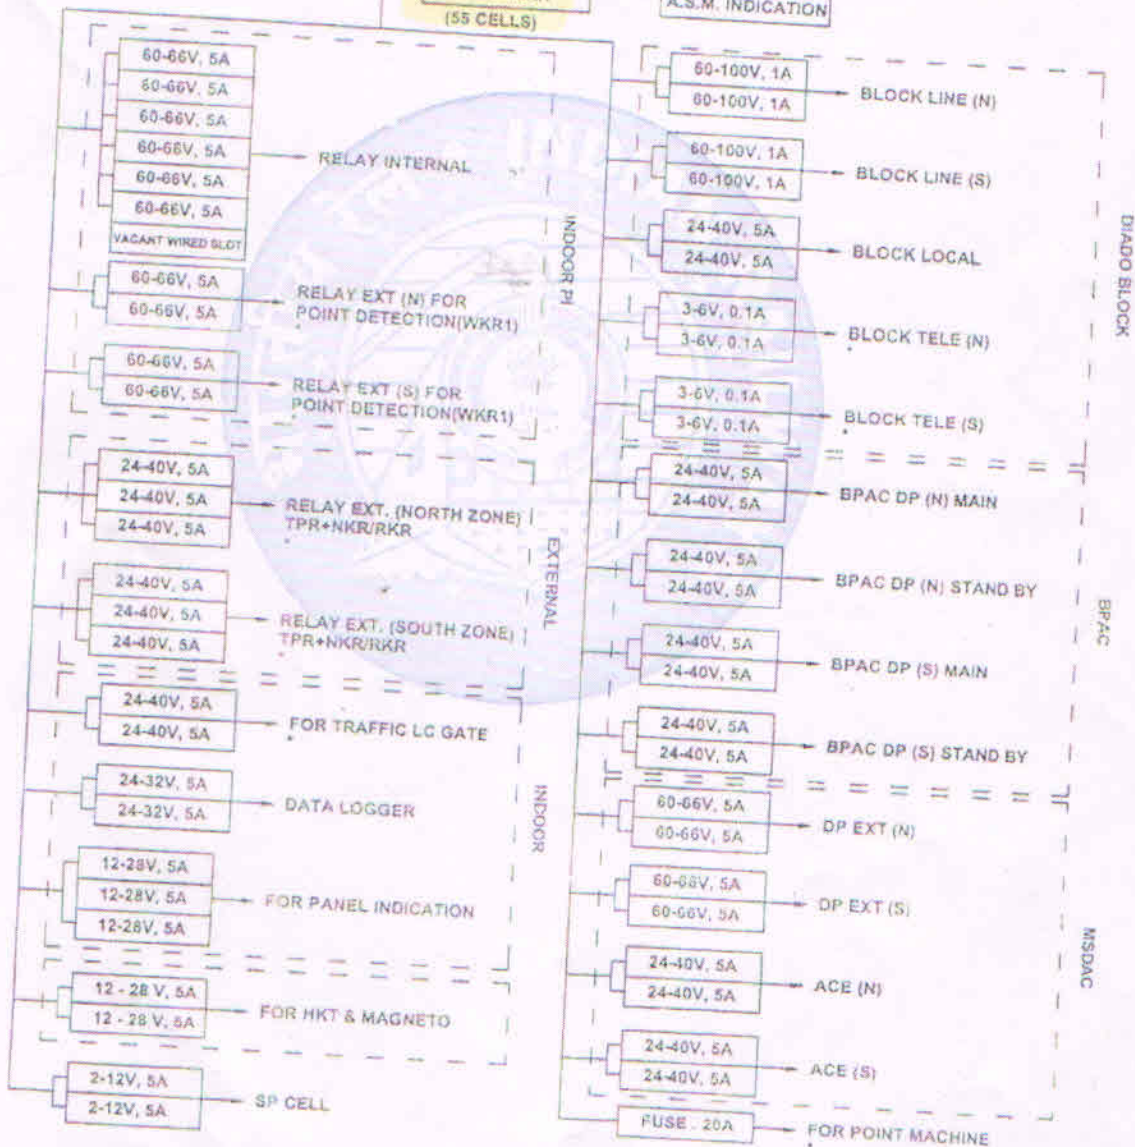 (55 CELLS)
A.S.M. INDICATION
60-66V, 5A
60-66V, 5A
60-66V, 5A
60-66V, 5A
60-66V, 5A
60-66V, 5A
VACANT WIRED SLOT
RELAY INTERNAL
60-66V, 5A
60-66V, 5A
RELAY EXT (N) FOR
POINT DETECTION(WKR1)
60-66V, 5A
60-66V, 5A
RELAY EXT (S) FOR
POINT DETECTION(WKR1)
INDOOR PI
24-40V, 5A
24-40V, 5A
24-40V, 5A
RELAY EXT. (NORTH ZONE)
TPR+NKR/RKR
24-40V, 5A
24-40V, 5A
24-40V, 5A
RELAY EXT. (SOUTH ZONE)
TPR+NKR/RKR
EXTERNAL
24-40V, 5A
24-40V, 5A
FOR TRAFFIC LC GATE
24-32V, 5A
24-32V, 5A
DATA LOGGER
12-28V, 5A
12-28V, 5A
12-28V, 5A
FOR PANEL INDICATION
INDOOR
12 - 28 V, 5A
12 - 28 V, 5A
FOR HKT & MAGNETO
2-12V, 5A
2-12V, 5A
SP CELL
60-100V, 1A
60-100V, 1A
BLOCK LINE (N)
60-100V, 1A
60-100V, 1A
BLOCK LINE (S)
24-40V, 5A
24-40V, 5A
BLOCK LOCAL
3-6V, 0.1A
3-6V, 0.1A
BLOCK TELE (N)
3-6V, 0.1A
3-6V, 0.1A
BLOCK TELE (S)
DIADO BLOCK
24-40V, 5A
24-40V, 5A
BPAC DP (N) MAIN
24-40V, 5A
24-40V, 5A
BPAC DP (N) STAND BY
24-40V, 5A
24-40V, 5A
BPAC DP (S) MAIN
24-40V, 5A
24-40V, 5A
BPAC DP (S) STAND BY
BPAC
60-66V, 5A
60-66V, 5A
DP EXT (N)
60-66V, 5A
60-66V, 5A
DP EXT (S)
24-40V, 5A
24-40V, 5A
ACE (N)
24-40V, 5A
24-40V, 5A
ACE (S)
MSDAC
FUSE . 20A
FOR POINT MACHINE